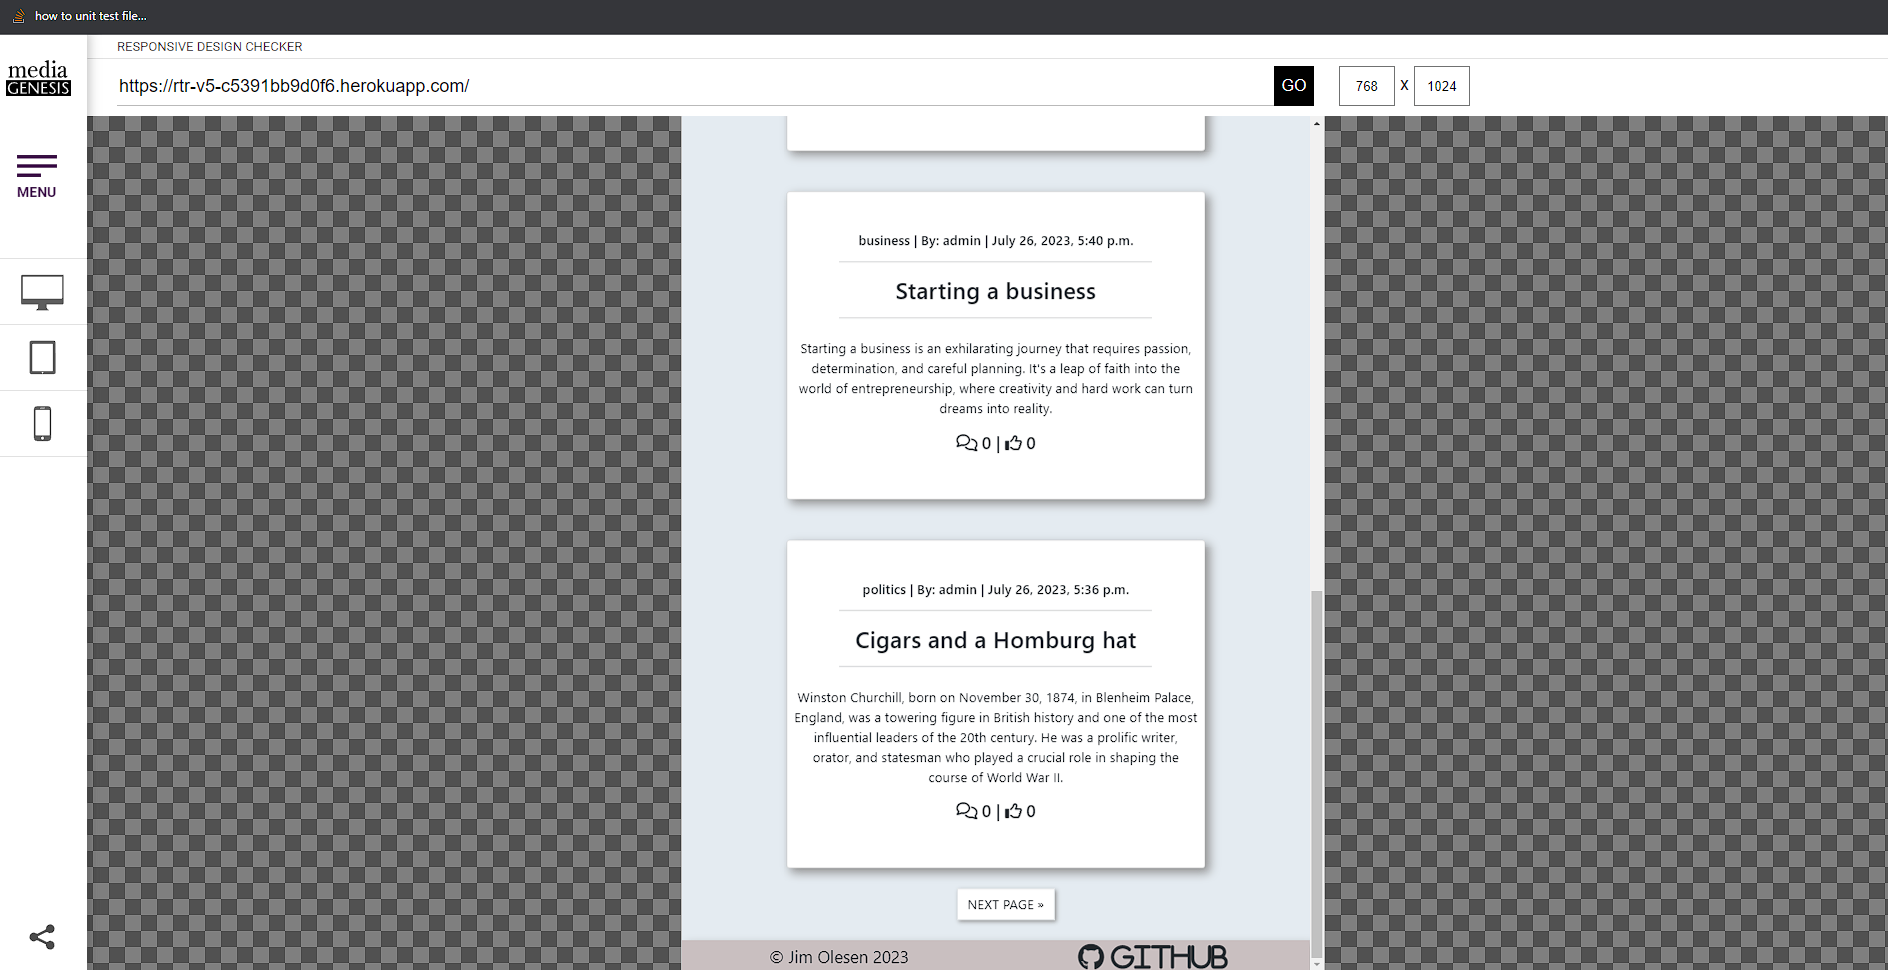 how to unit test file...
RESPONSIVE DESIGN CHECKER
media
GENESIS
https://rtr-v5-c5391bb9d0f6.herokuapp.com/
GO
768 X 1024
MENU
business | By: admin | July 26, 2023, 5:40 p.m.
Starting a business
Starting a business is an exhilarating journey that requires passion,
determination, and careful planning. It's a leap of faith into the
world of entrepreneurship, where creativity and hard work can turn
dreams into reality.
0 | 0
politics | By: admin | July 26, 2023, 5:36 p.m.
Cigars and a Homburg hat
Winston Churchill, born on November 30, 1874, in Blenheim Palace,
England, was a towering figure in British history and one of the most
influential leaders of the 20th century. He was a prolific writer,
orator, and statesman who played a crucial role in shaping the
course of World War II.
0 | 0
NEXT PAGE »
© Jim Olesen 2023
GITHUB